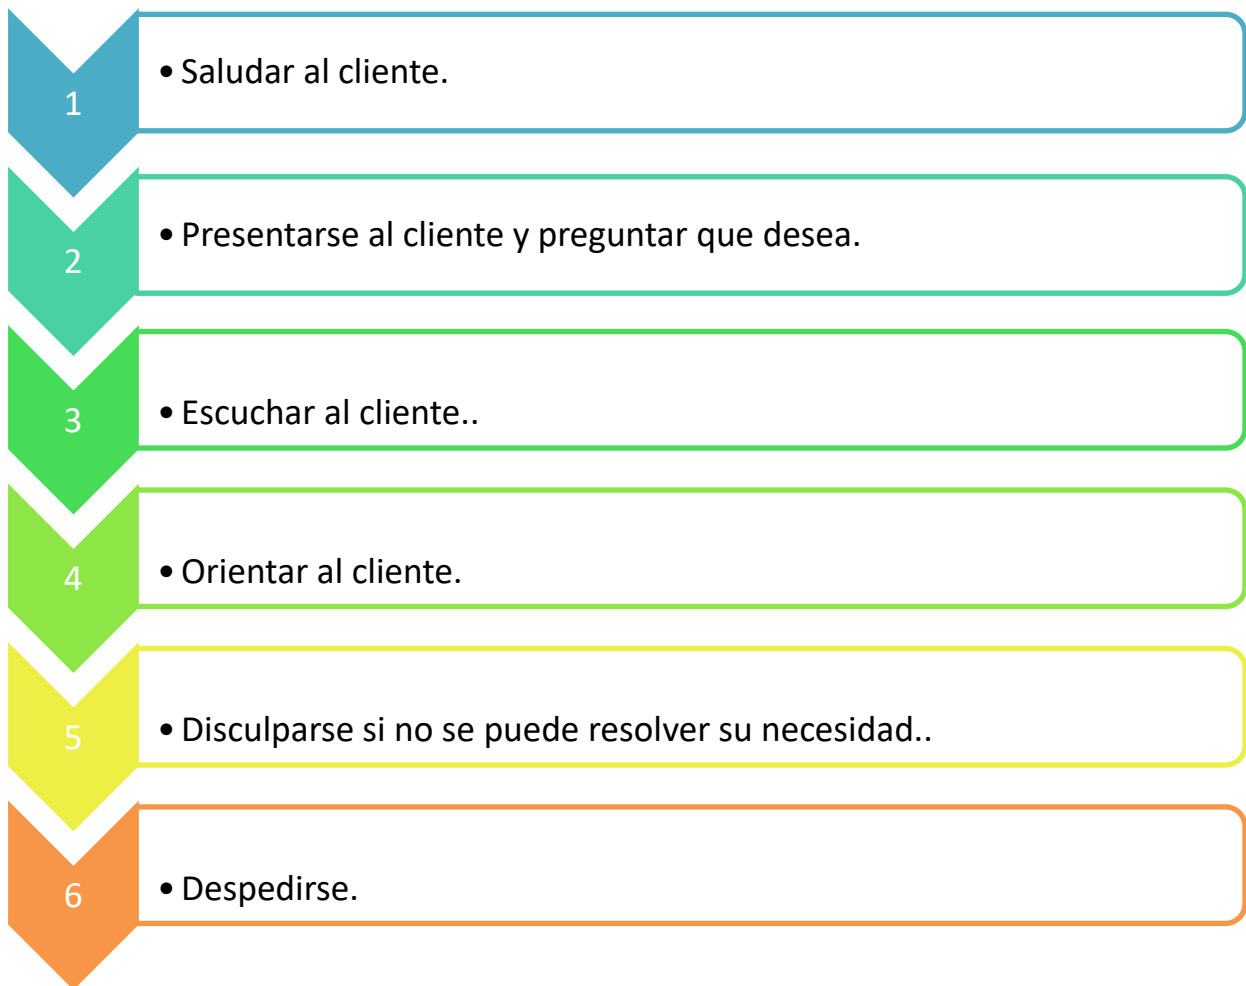 1
• Saludar al cliente.
2
• Presentarse al cliente y preguntar que desea.
3
• Escuchar al cliente..
4
• Orientar al cliente.
5
• Disculparse si no se puede resolver su necesidad..
6
• Despedirse.